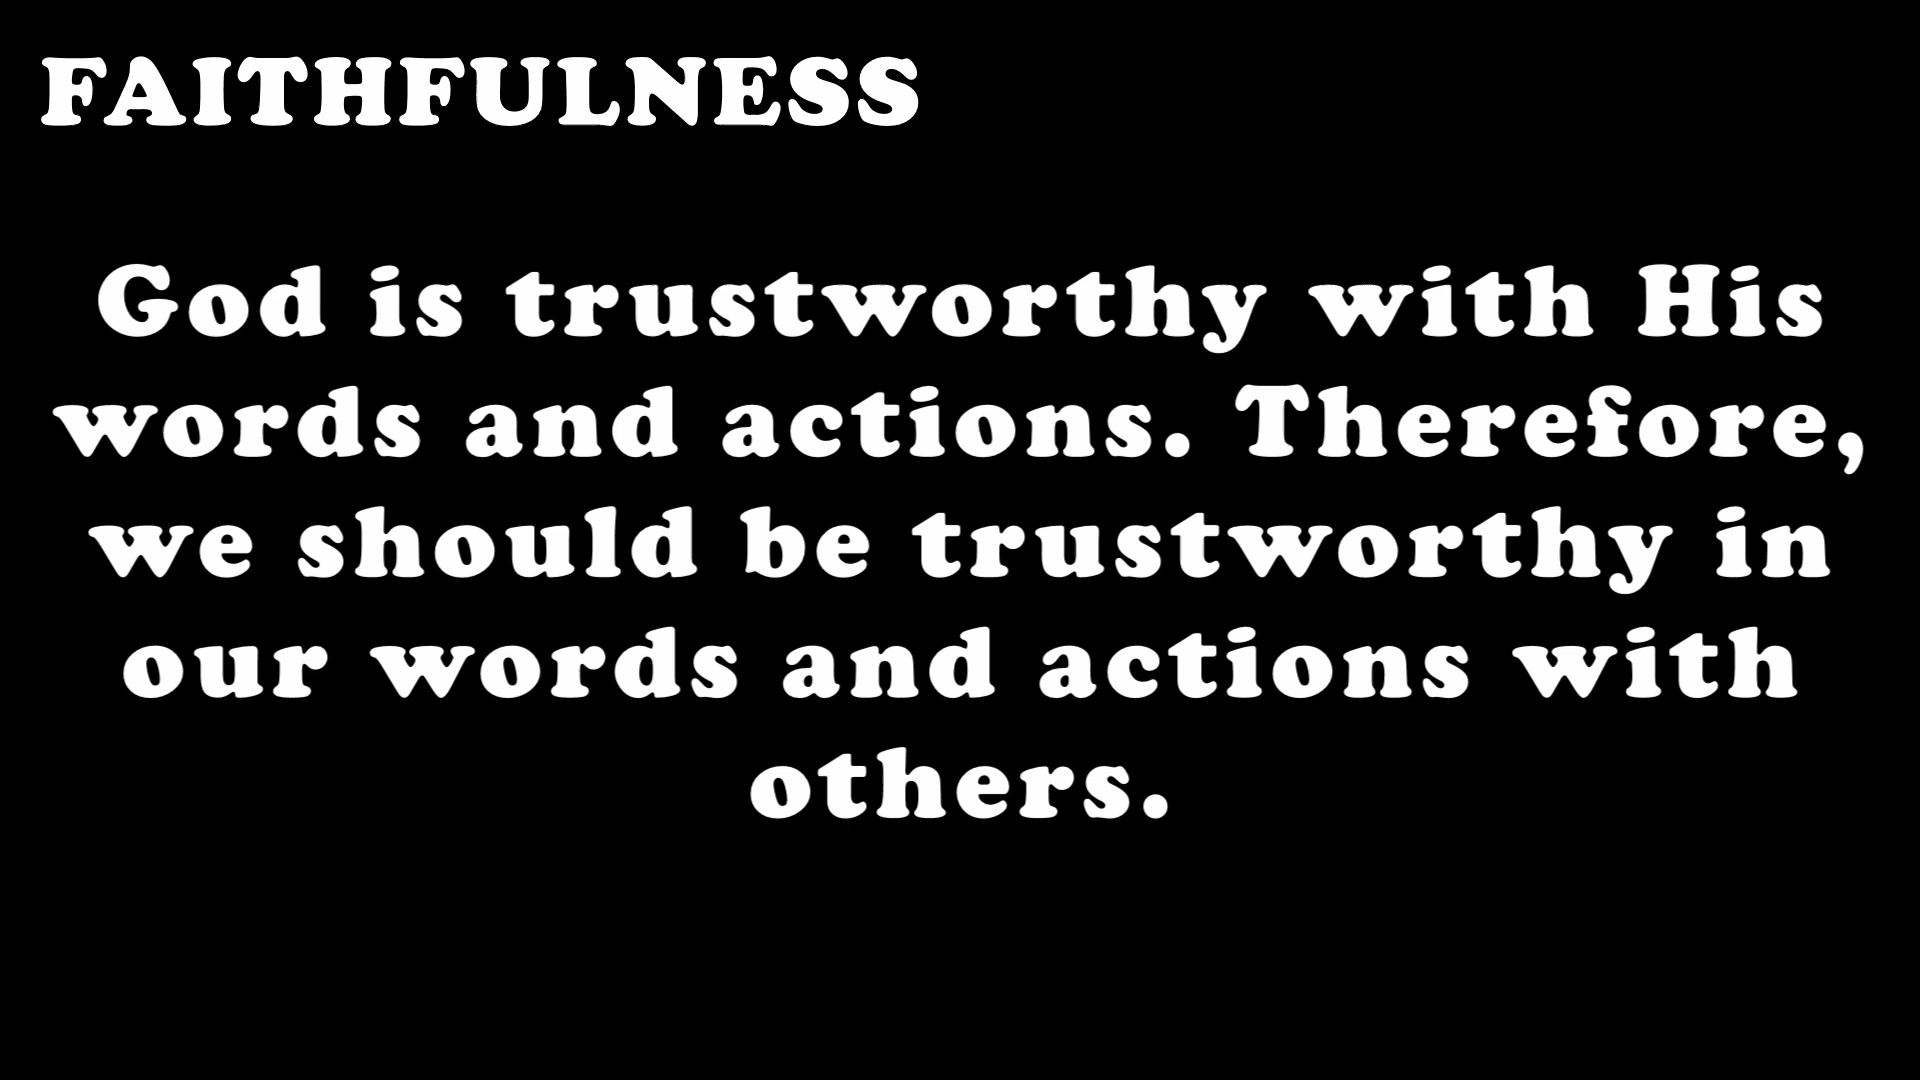 FAITHFULNESS
God is trustworthy with His
words and actions. Therefore,
we should be trustworthy in
our words and actions with
others.